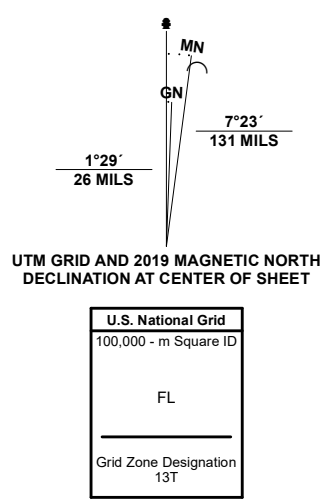 MN
GN
7°23´
131 MILS
1°29´
26 MILS
UTM GRID AND 2019 MAGNETIC NORTH
DECLINATION AT CENTER OF SHEET
U.S. National Grid
100,000 - m Square ID
FL
Grid Zone Designation
13T